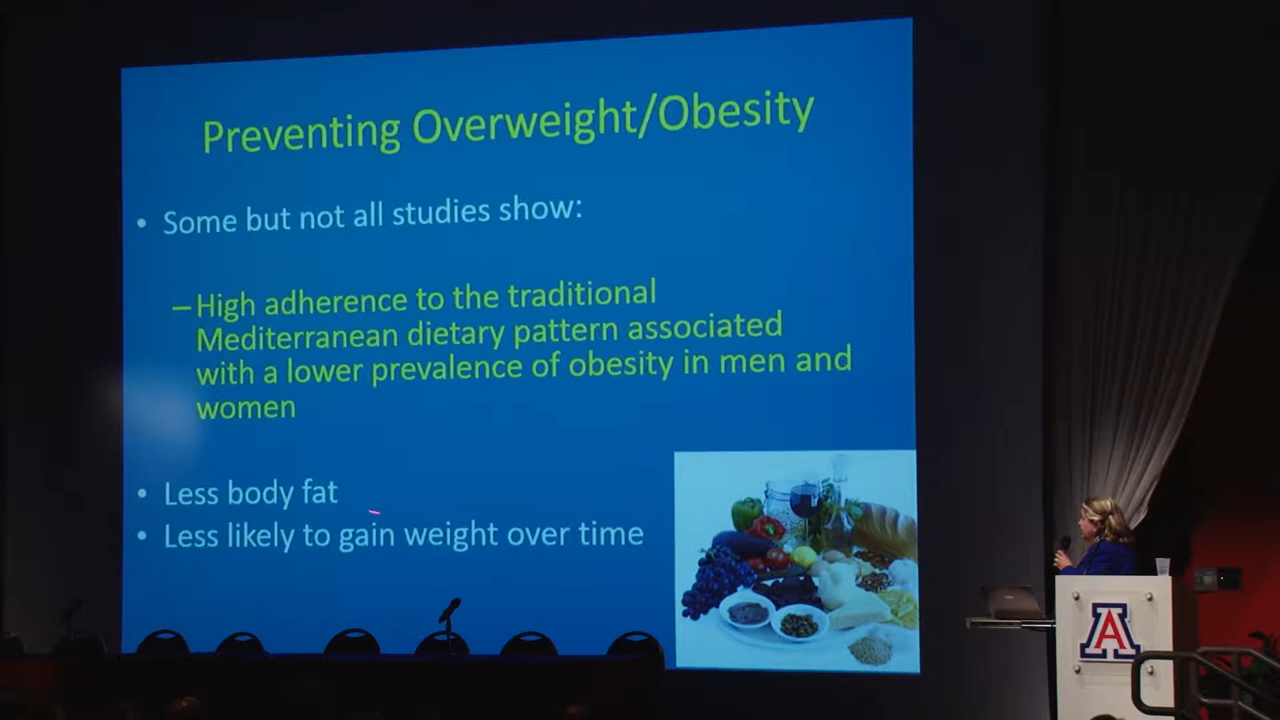 Preventing Overweight/Obesity
• Some but not all studies show:
– High adherence to the traditional
Mediterranean dietary pattern associated
with a lower prevalence of obesity in men and
women
• Less body fat
• Less likely to gain weight over time
A